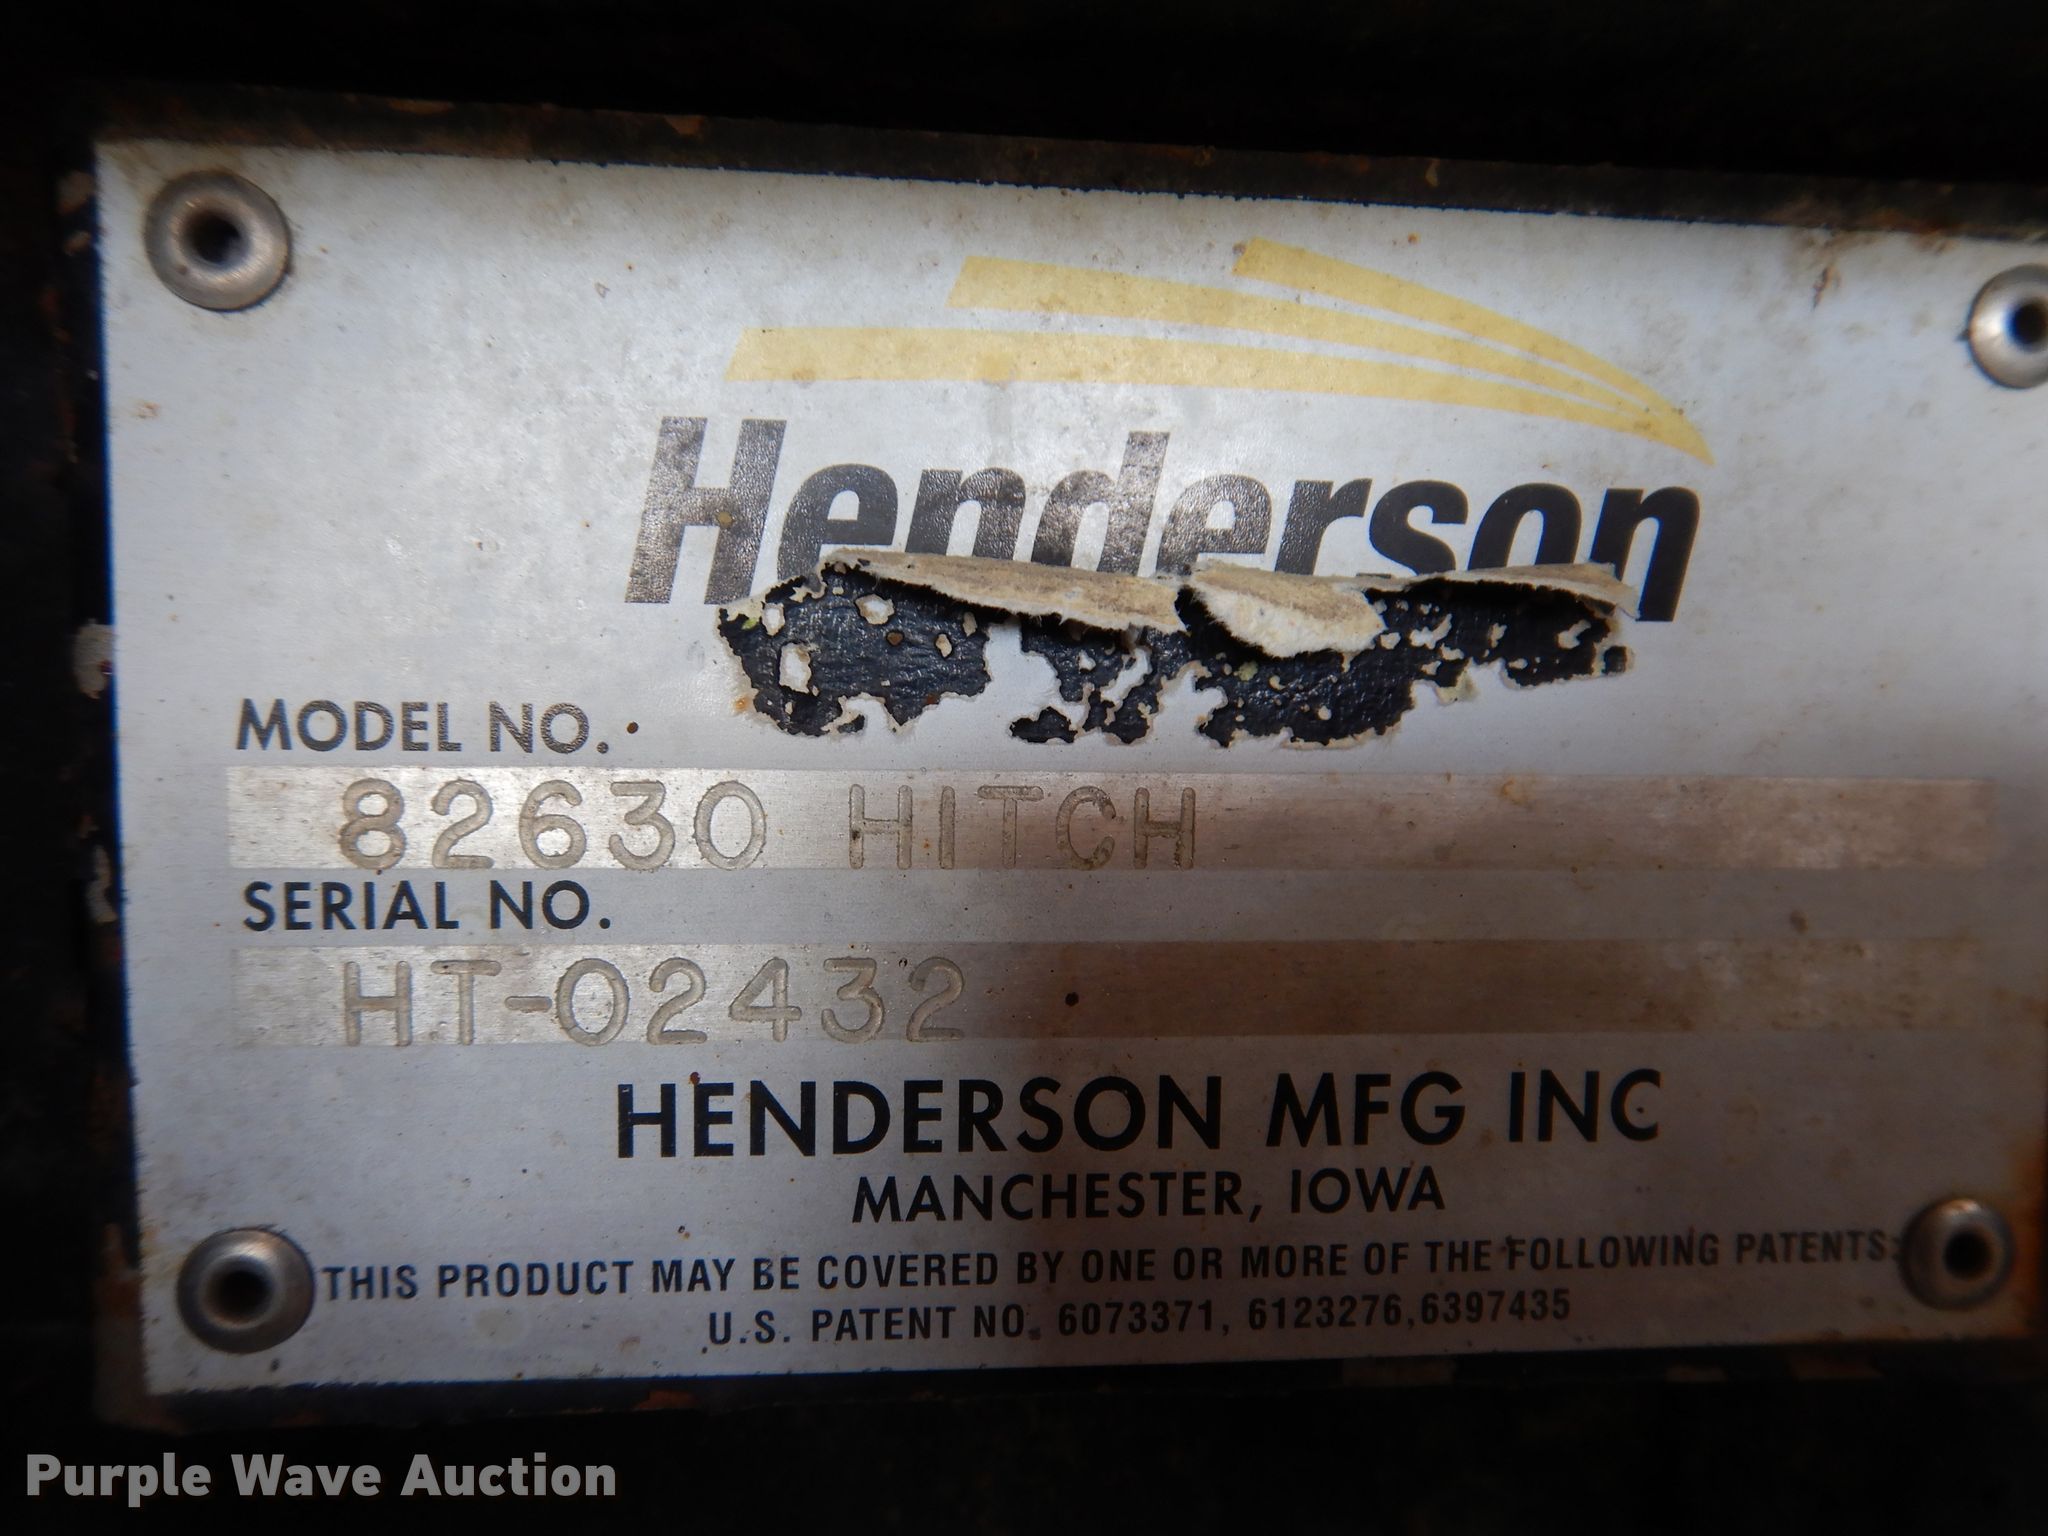 Henderson
MODEL NO.
82630 HITCH
SERIAL NO.
HT-02432
HENDERSON MFG INC
MANCHESTER, IOWA
THIS PRODUCT MAY BE COVERED BY ONE OR MORE OF THE FOLLOWING PATENTS:
U.S. PATENT NO. 6073371, 6123276,6397435
Purple Wave Auction